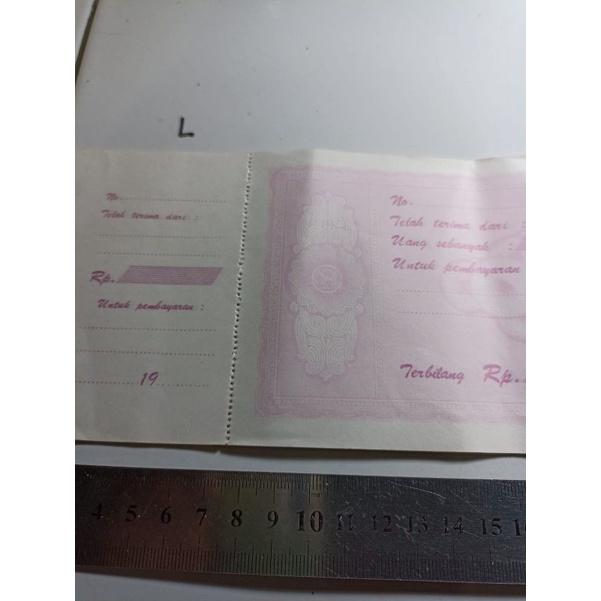 L
No.
Telah terima dari :
Rp.
Untuk pembayaran :
19
No.
Telah terima dari :
Uang sebanyak :
Untuk pembayaran
Terbilang Rp.
4 5 6 7 8 9 10 11 12 13 14 15